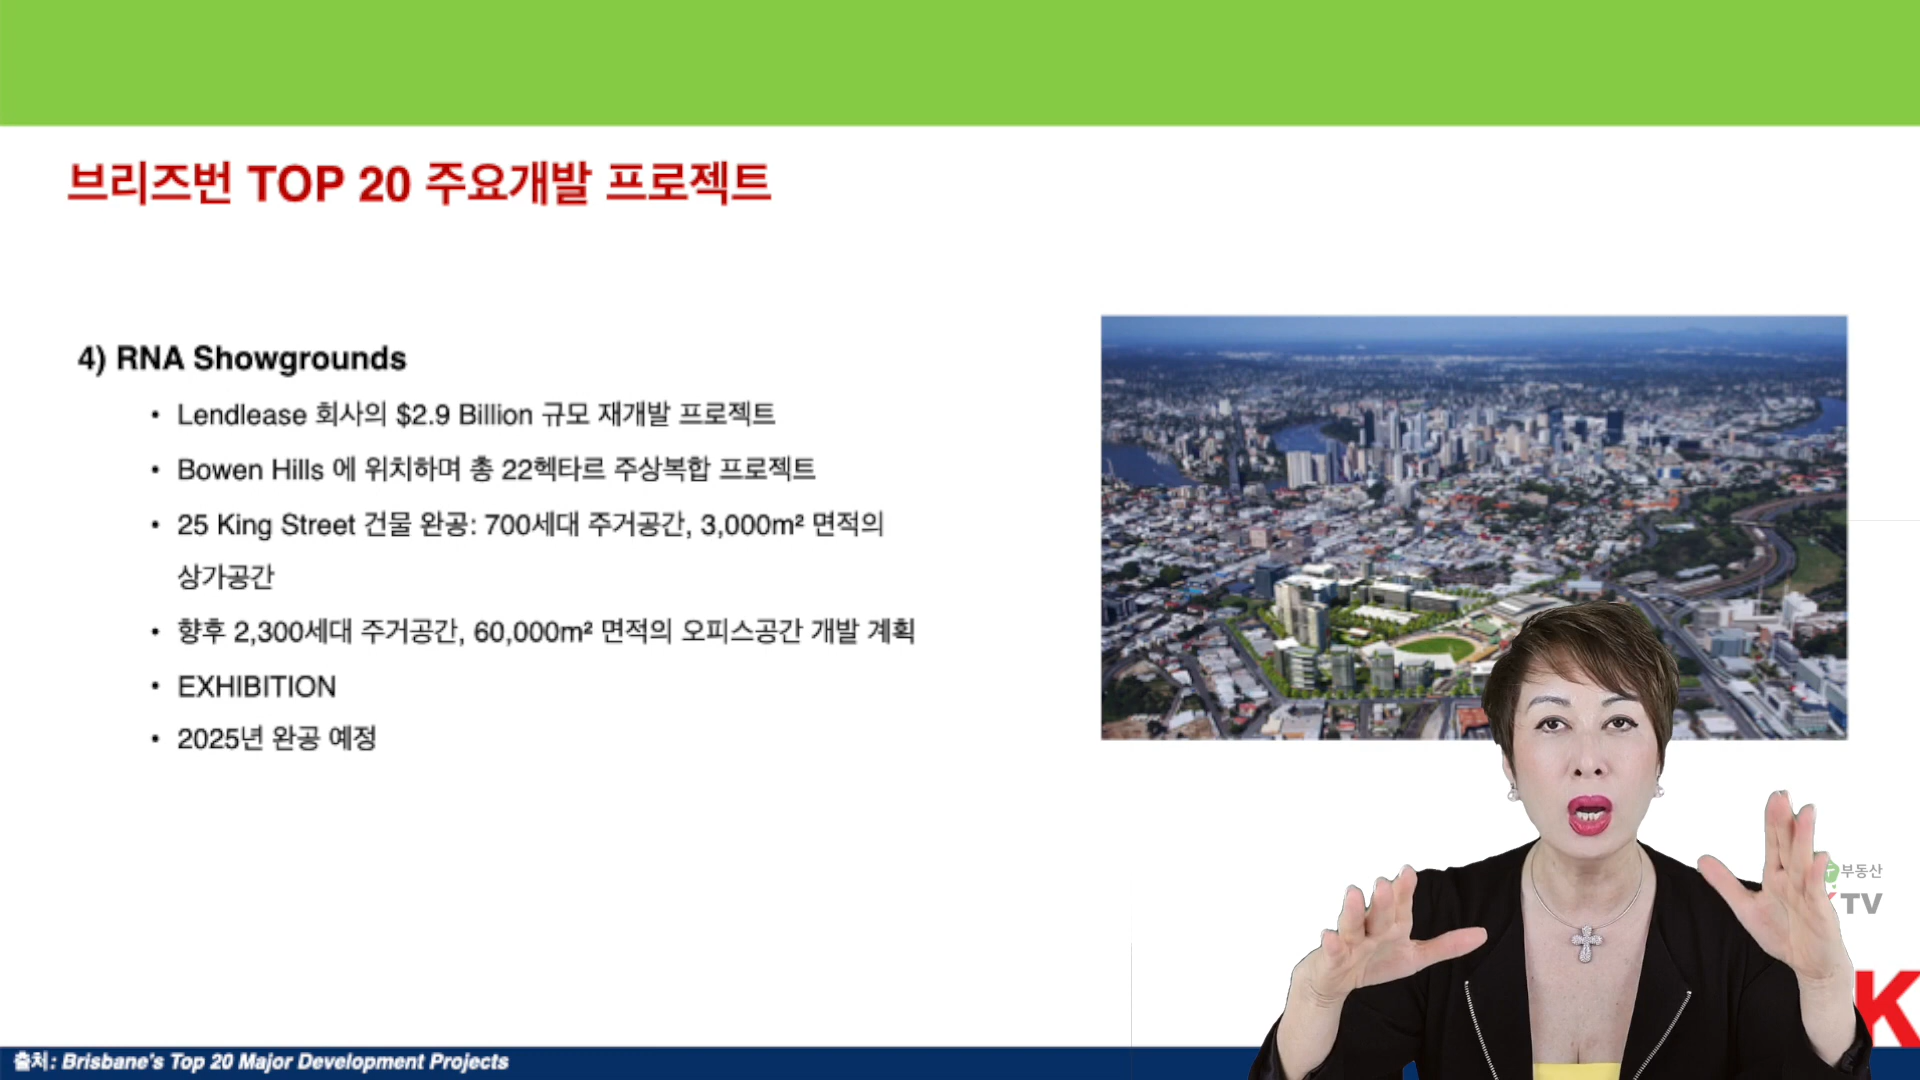 브리즈번 TOP 20 주요개발 프로젝트
4) RNA Showgrounds
• Lendlease 회사의 $2.9 Billion 규모 재개발 프로젝트
• Bowen Hills 에 위치하며 총 22헥타르 주상복합 프로젝트
• 25 King Street 건물 완공: 700세대 주거공간, 3,000m² 면적의
상가공간
• 향후 2,300세대 주거공간, 60,000m² 면적의 오피스공간 개발 계획
• EXHIBITION
• 2025년 완공 예정
부동산
TV
K
출처: Brisbane's Top 20 Major Development Projects